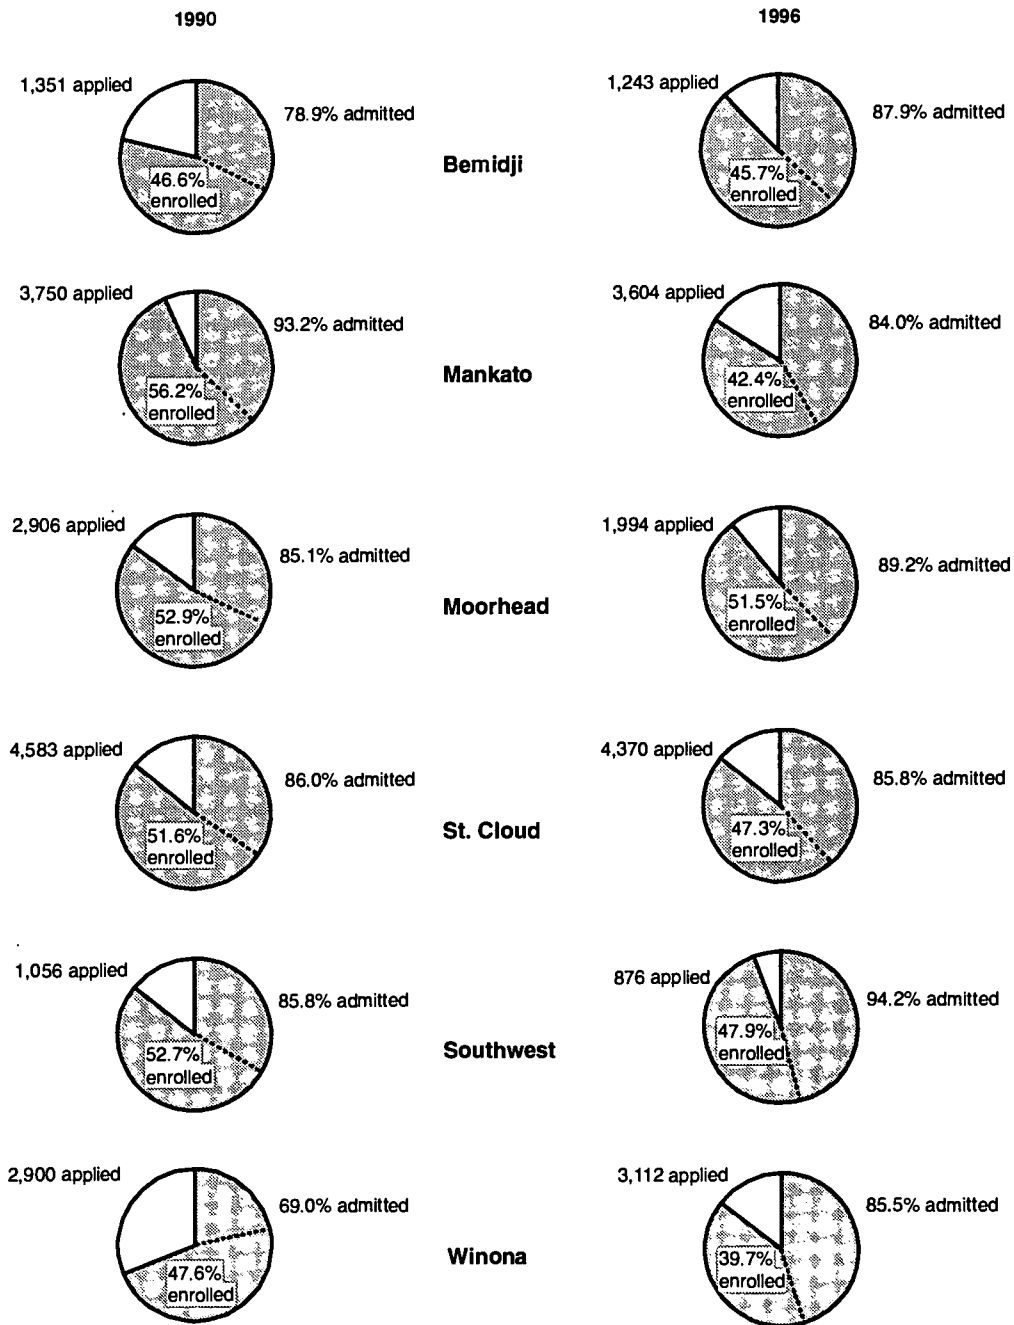 1990
1996
1,351 applied
78.9% admitted
46.6%
enrolled
Bemidji
1,243 applied
87.9% admitted
45.7%
enrolled
3,750 applied
93.2% admitted
56.2%
enrolled
Mankato
3,604 applied
84.0% admitted
42.4%
enrolled
2,906 applied
85.1% admitted
52.9%
enrolled
Moorhead
1,994 applied
89.2% admitted
51.5%
enrolled
4,583 applied
86.0% admitted
51.6%
enrolled
St. Cloud
4,370 applied
85.8% admitted
47.3%
enrolled
1,056 applied
85.8% admitted
52.7%
enrolled
Southwest
876 applied
94.2% admitted
47.9%
enrolled
2,900 applied
69.0% admitted
47.6%
enrolled
Winona
3,112 applied
85.5% admitted
39.7%
enrolled